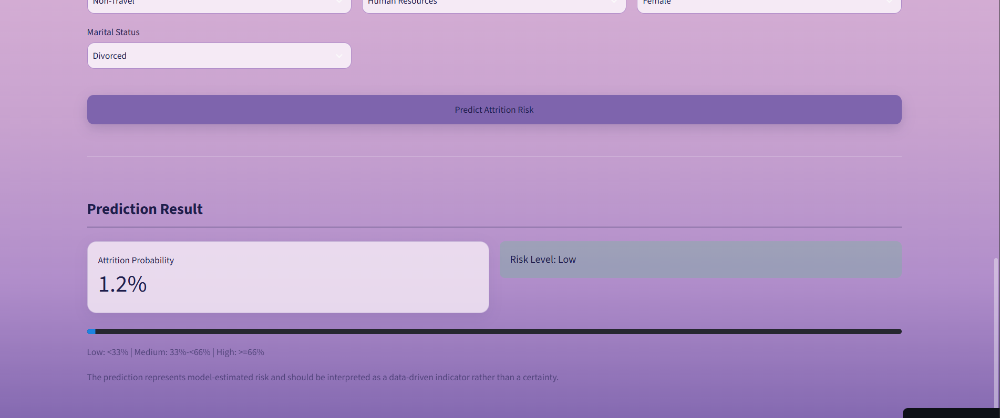 Non-Travel
Human Resources
Female
Marital Status
Divorced
Predict Attrition Risk
Prediction Result
Attrition Probability
1.2%
Risk Level: Low
Low: <33% | Medium: 33%-<66% | High: >=66%
The prediction represents model-estimated risk and should be interpreted as a data-driven indicator rather than a certainty.